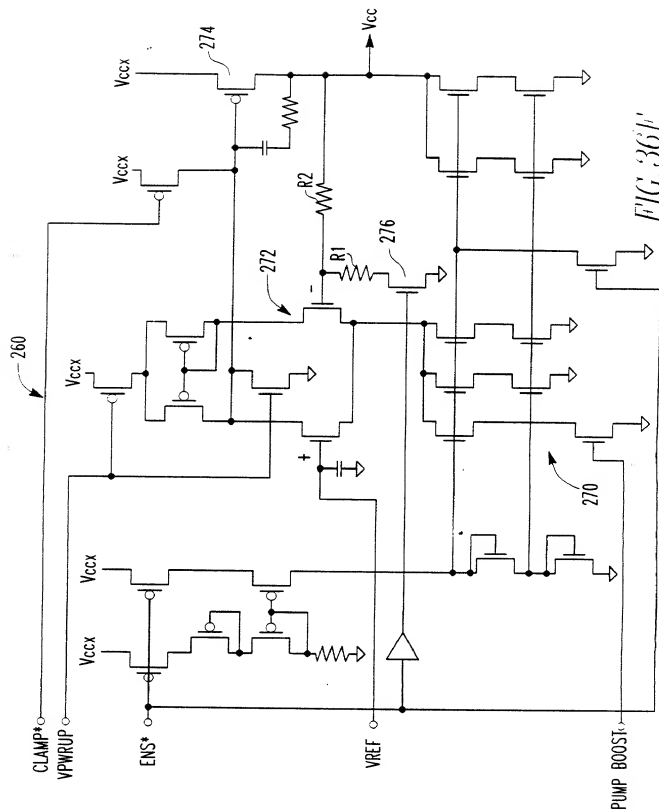 CLAMP*
VPWRUP
ENS*
VREF
PUMP BOOST
260
Vccx
Vccx
Vccx
Vccx
Vccx
274
272
+
-
R2
R1
276
Vcc
270
FIG. 36F